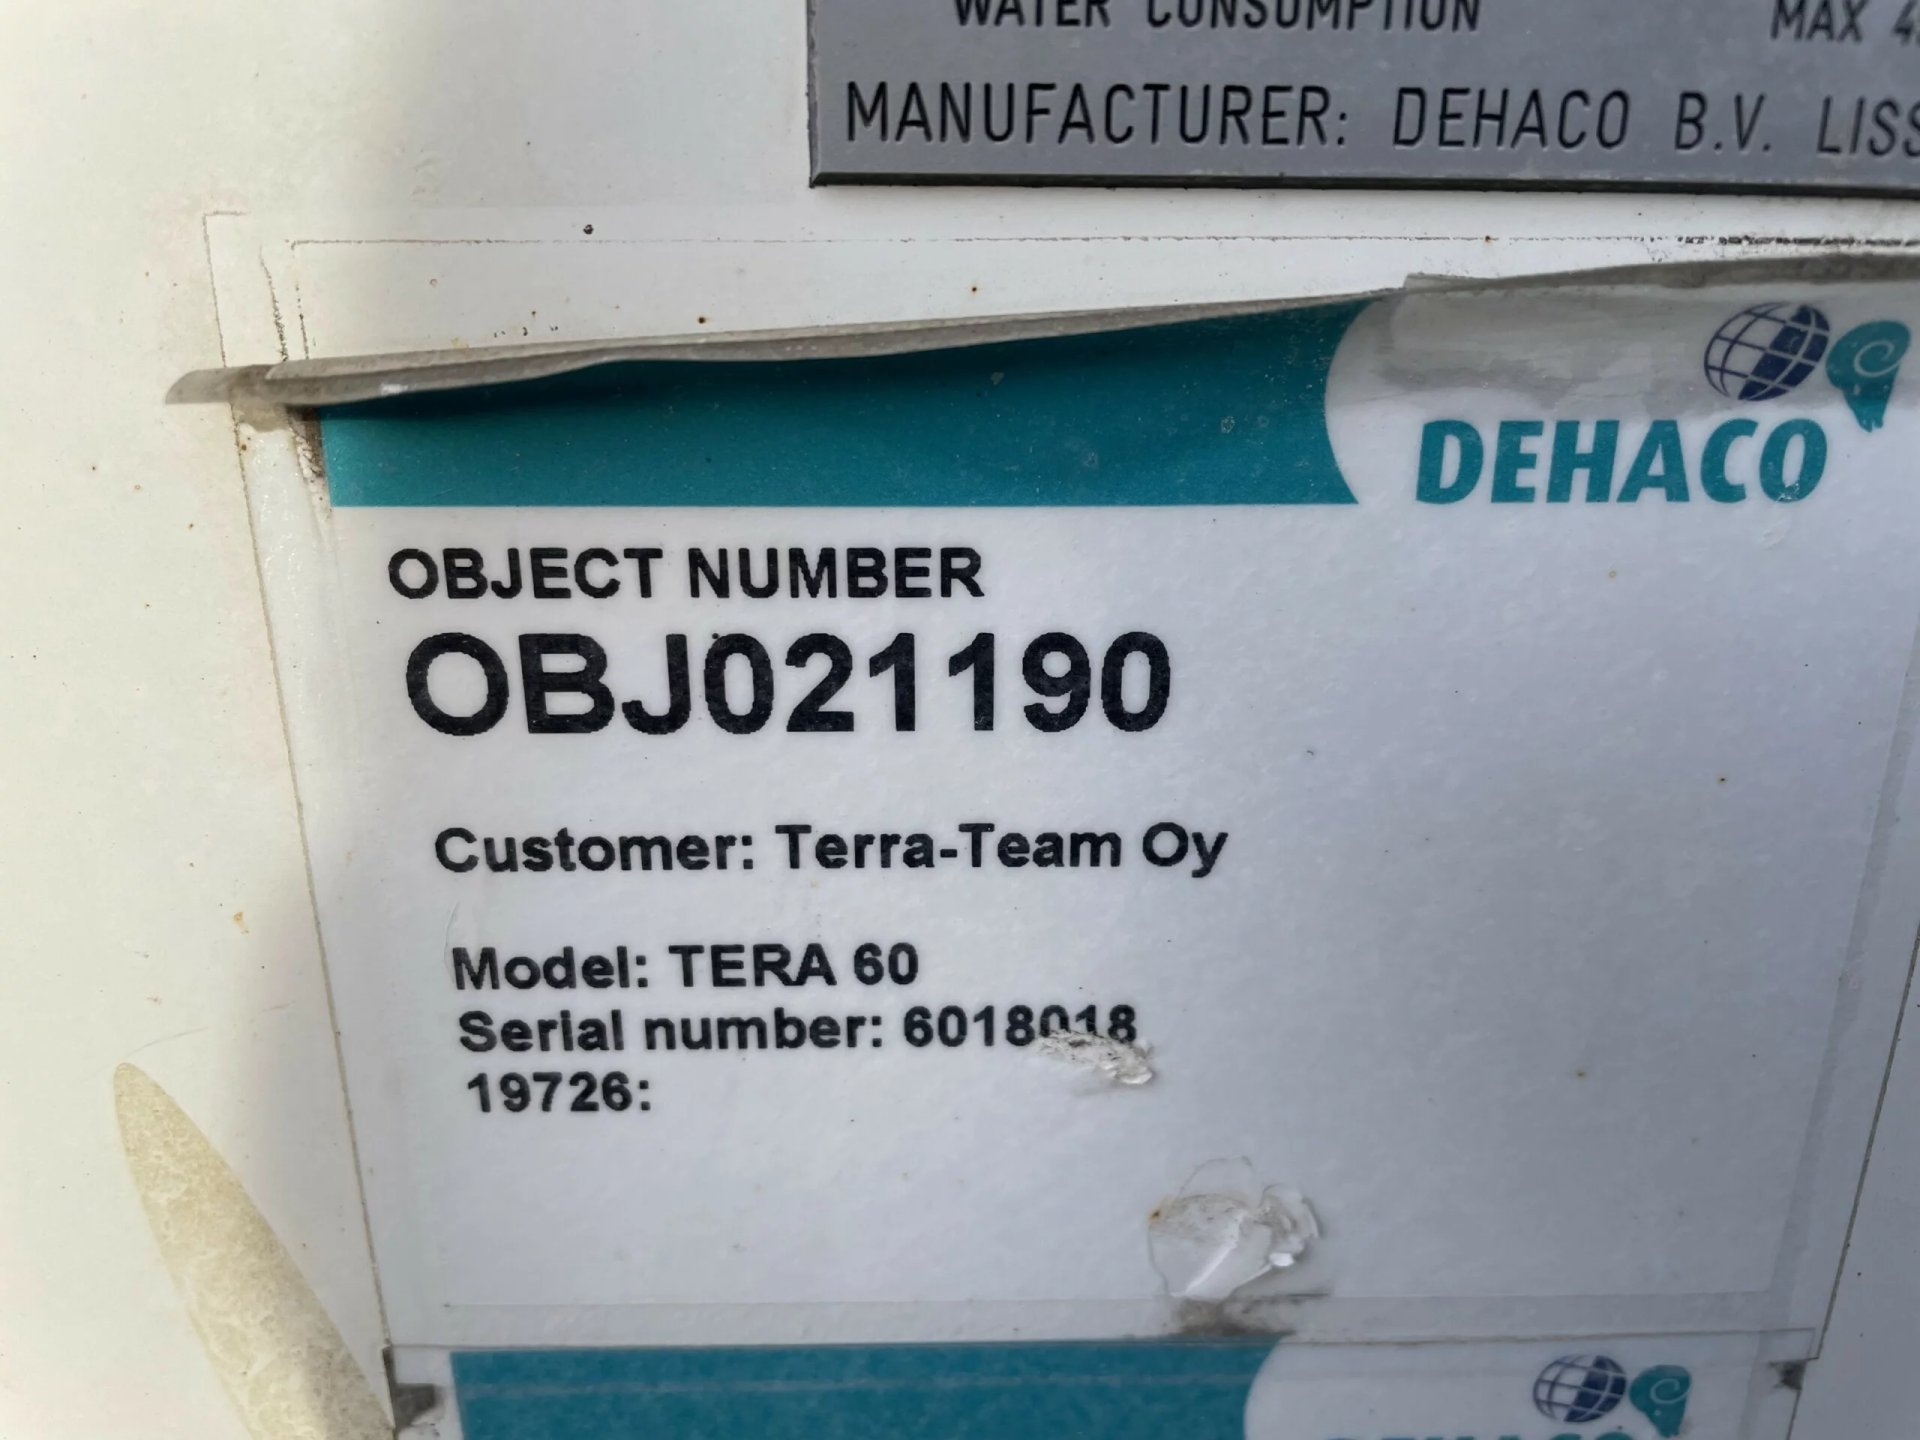 WATER CONSUMPTION MAX
MANUFACTURER: DEHACO B.V.
DEHACO
OBJECT NUMBER
OBJ021190
Customer: Terra-Team Oy
Model: TERA 60
Serial number: 6018018
19726:
DEHACO